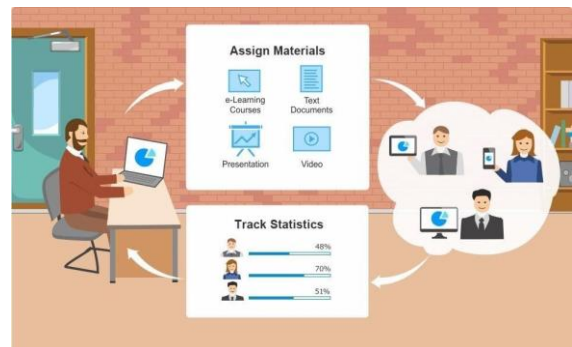 Assign Materials
e-Learning
Courses
Text
Documents
Presentation
Video
Track Statistics
48%
70%
51%